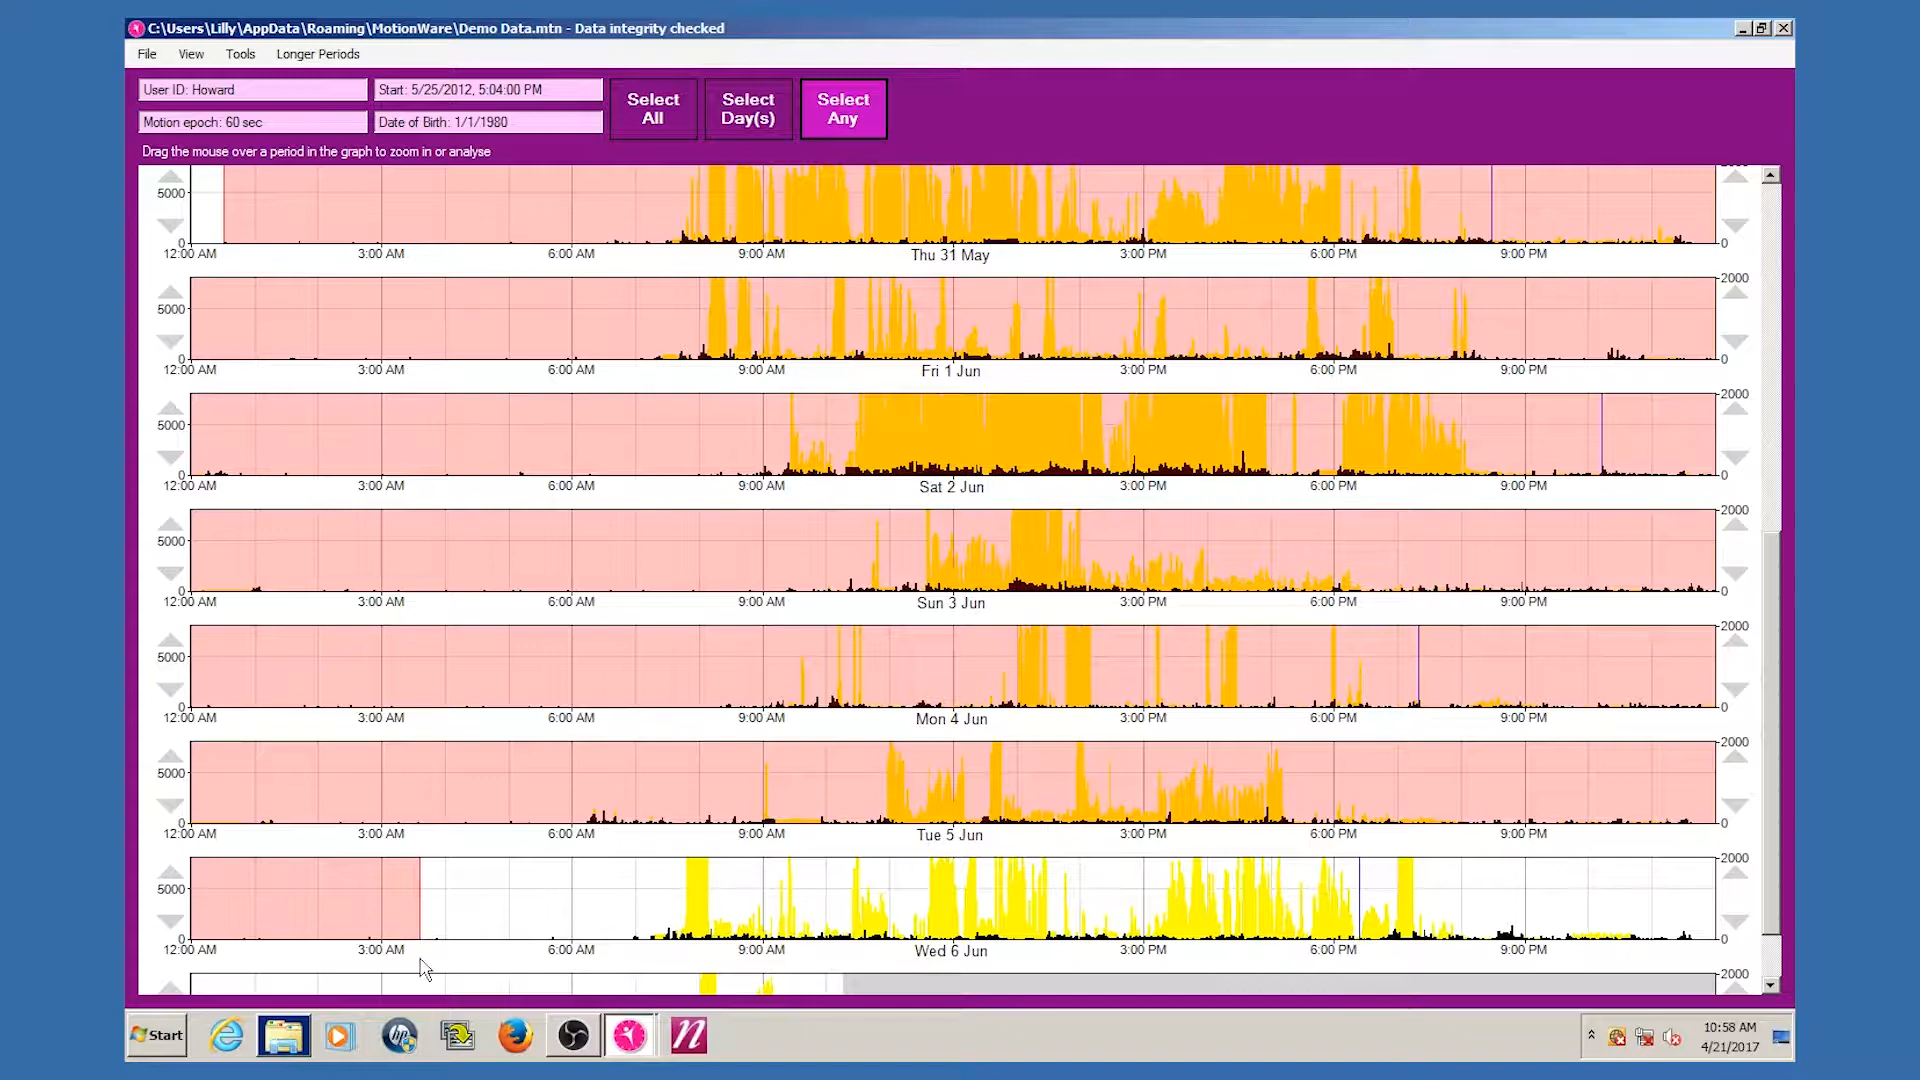 C:\Users\Lilly\AppData\Roaming\MotionWare\Demo Data.mtn - Data integrity checked
File View Tools Longer Periods
User ID: Howard Start: 5/25/2012, 5:04:00 PM
Motion epoch: 60 sec Date of Birth: 1/1/1980
Select All
Select Day(s)
Select Any
Drag the mouse over a period in the graph to zoom in or analyse
5000
0 0
12:00 AM 3:00 AM 6:00 AM 9:00 AM Thu 31 May 3:00 PM 6:00 PM 9:00 PM
2000
5000
0 0
12:00 AM 3:00 AM 6:00 AM 9:00 AM Fri 1 Jun 3:00 PM 6:00 PM 9:00 PM
2000
5000
0 0
12:00 AM 3:00 AM 6:00 AM 9:00 AM Sat 2 Jun 3:00 PM 6:00 PM 9:00 PM
2000
5000
0 0
12:00 AM 3:00 AM 6:00 AM 9:00 AM Sun 3 Jun 3:00 PM 6:00 PM 9:00 PM
2000
5000
0 0
12:00 AM 3:00 AM 6:00 AM 9:00 AM Mon 4 Jun 3:00 PM 6:00 PM 9:00 PM
2000
5000
0 0
12:00 AM 3:00 AM 6:00 AM 9:00 AM Tue 5 Jun 3:00 PM 6:00 PM 9:00 PM
2000
5000
0 0
12:00 AM 3:00 AM 6:00 AM 9:00 AM Wed 6 Jun 3:00 PM 6:00 PM 9:00 PM
2000
Start hp n 10:58 AM
4/21/2017